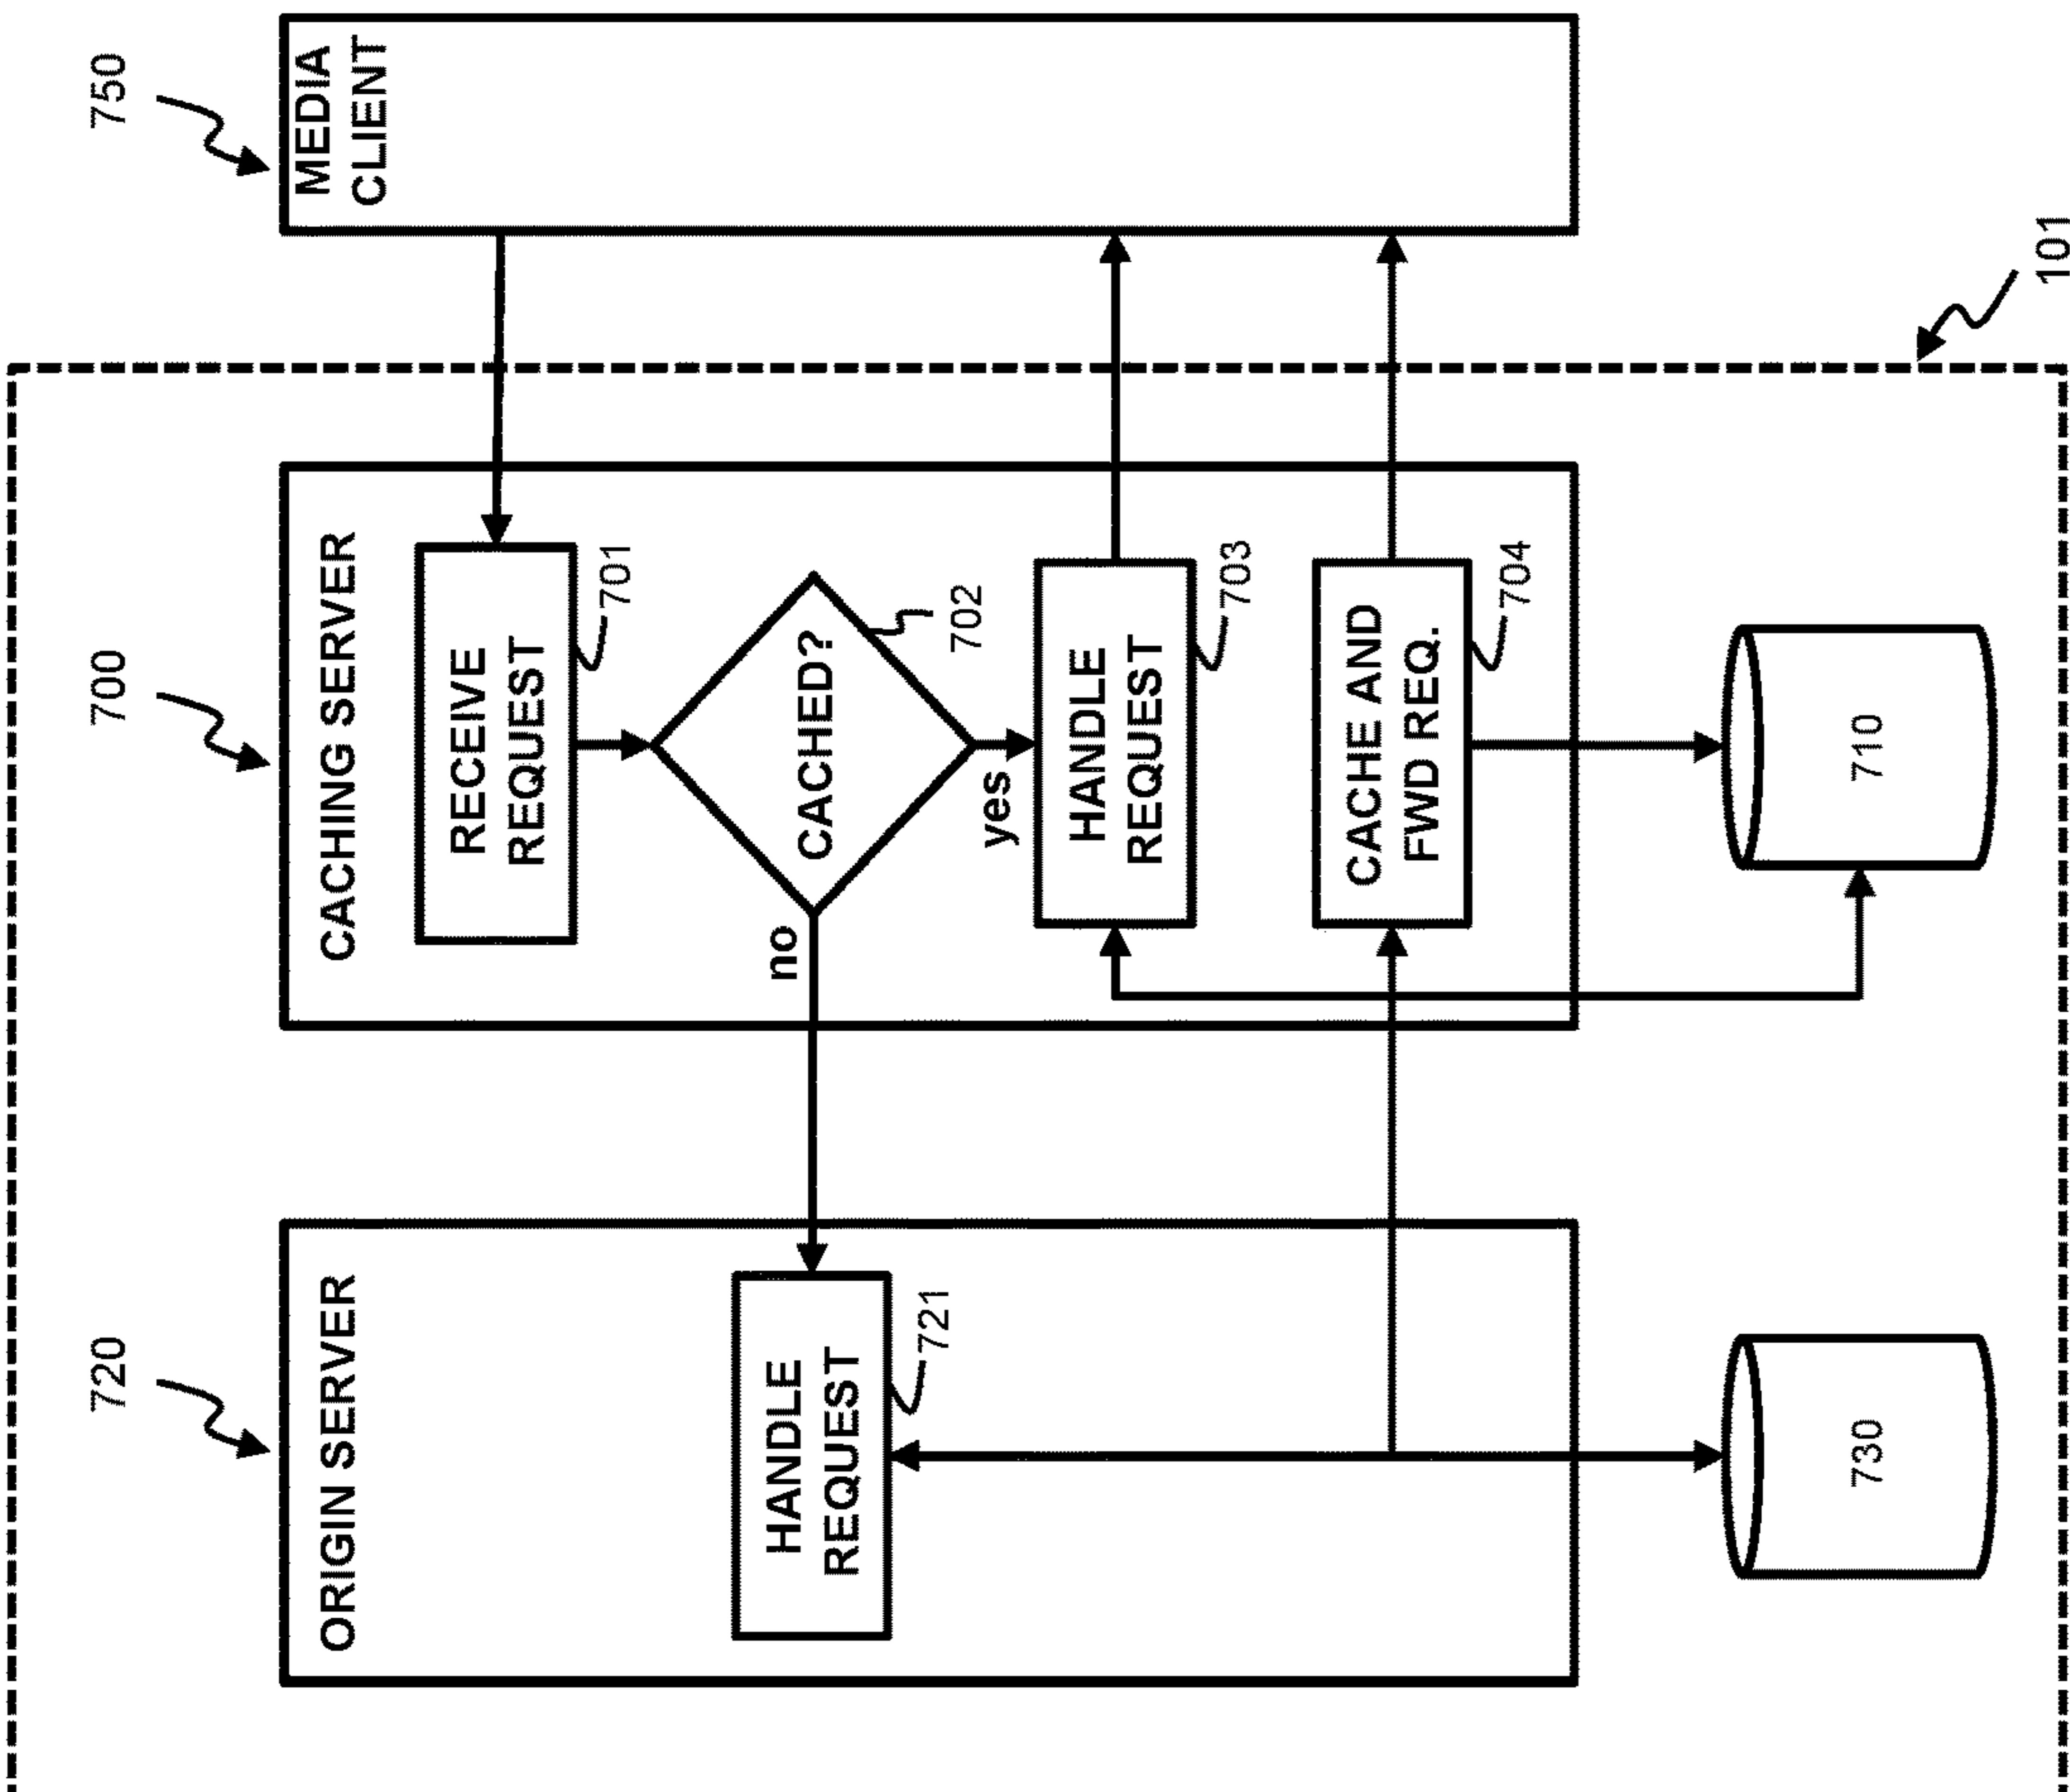 720
700
750
ORIGIN SERVER
CACHING SERVER
MEDIA
CLIENT
RECEIVE
REQUEST
701
no
CACHED?
702
HANDLE
REQUEST
721
yes
HANDLE
REQUEST
703
CACHE AND
FWD REQ.
704
730
710
101